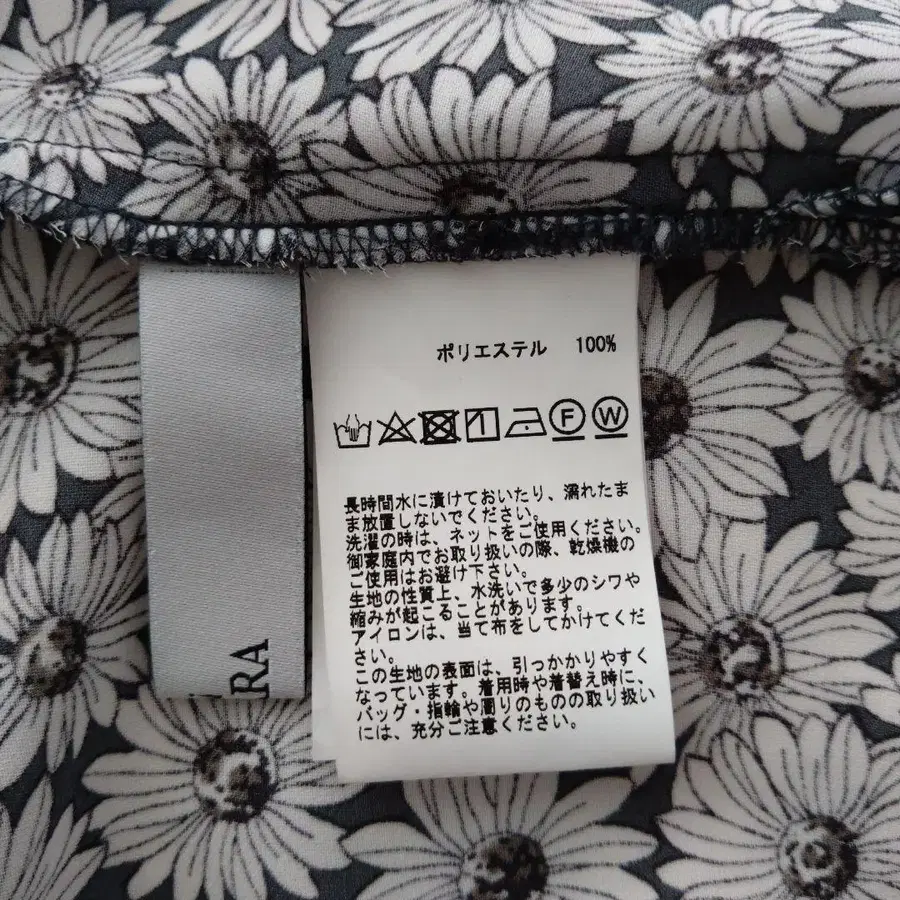 ポリエステル 100%
F W
長時間水に漬けておいたり、濡れたま
ま放置しないでください。
洗濯の時は、ネットをご使用ください。
御家庭内でお取り扱いの際、乾燥機の
ご使用はお避け下さい。
生地の性質上、水洗いで多少のシワや
縮みが起こることがあります。
アイロンは、当て布をしてかけてくだ
さい。
この生地の表面は、引っかかりやすく
なっています。着用時や着替え時に、
バッグ・指輪や周りのものの取り扱い
には、充分ご注意ください。
RA